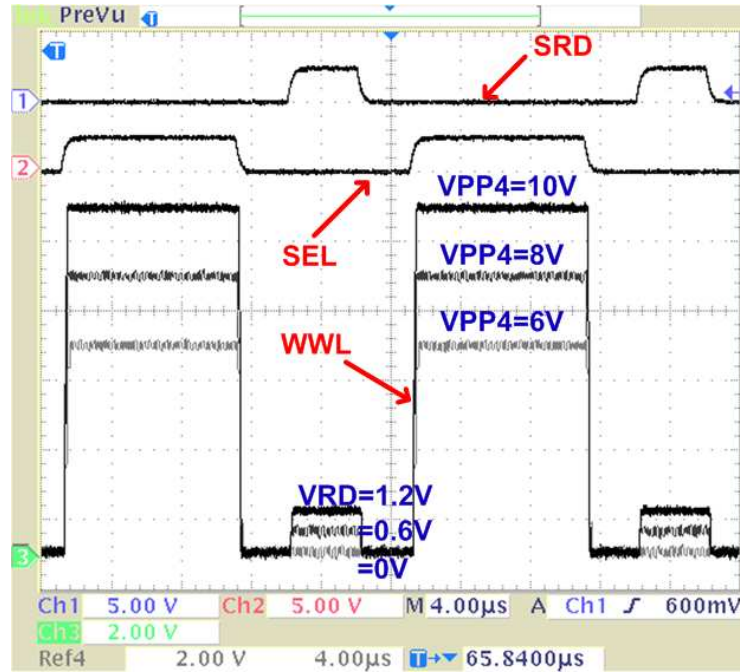 PreVu
T
T
SRD
1
2
VPP4=10V
SEL
VPP4=8V
VPP4=6V
WWL
VRD=1.2V
=0.6V
3
=0V
Ch1 5.00 V Ch2 5.00 V M 4.00µs A Ch1 600mV
Ch3 2.00 V
Ref4 2.00 V 4.00µs T 65.8400µs